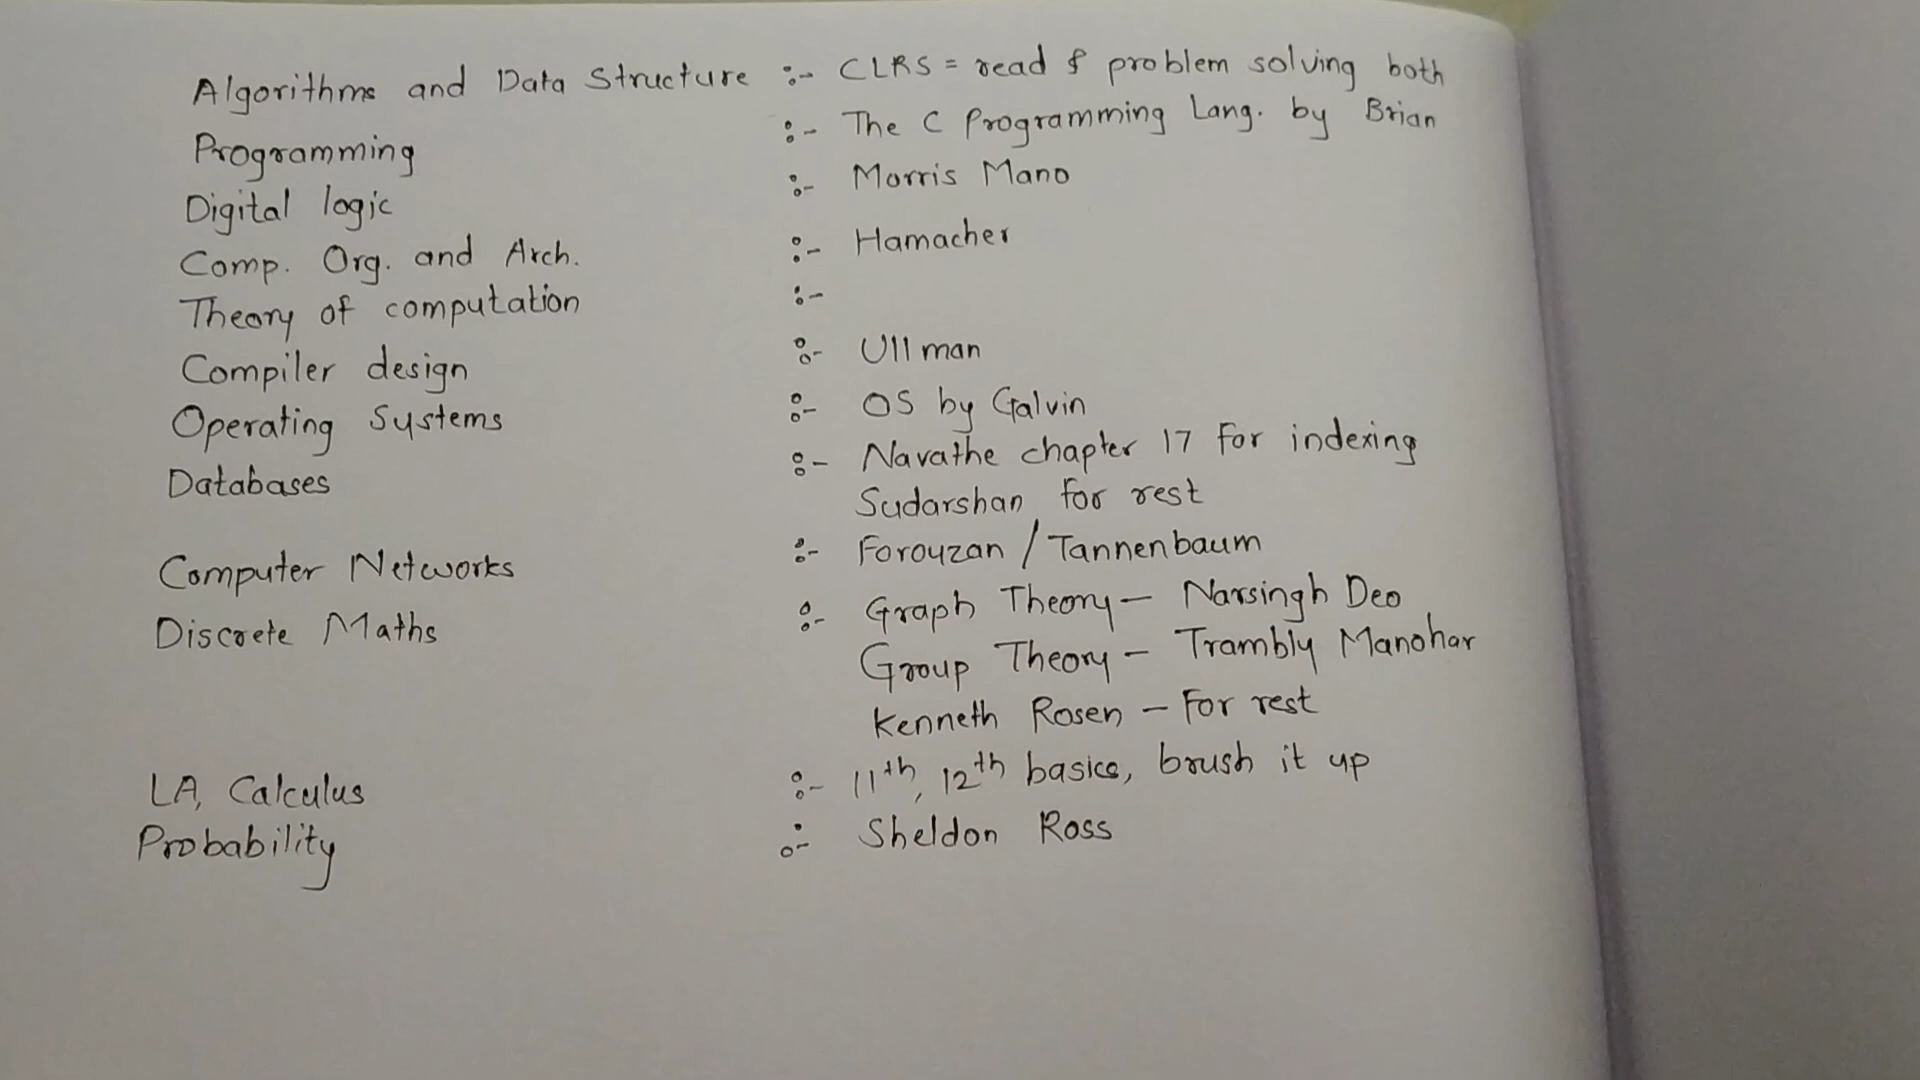 Algorithms and Data Structure :- CLRS = read & problem solving both
Programming :- The C Programming Lang. by Brian
Digital logic :- Morris Mano
Comp. Org. and Arch. :- Hamacher
Theory of computation :-
Compiler design :- Ullman
Operating Systems :- OS by Galvin
Databases :- Navathe chapter 17 for indexing
Sudarshan for rest
Computer Networks :- Forouzan / Tannenbaum
Discrete Maths :- Graph Theory - Narsingh Deo
Group Theory - Trambly Manohar
Kenneth Rosen - For rest
LA, Calculus :- 11th, 12th basics, brush it up
Probability :- Sheldon Ross